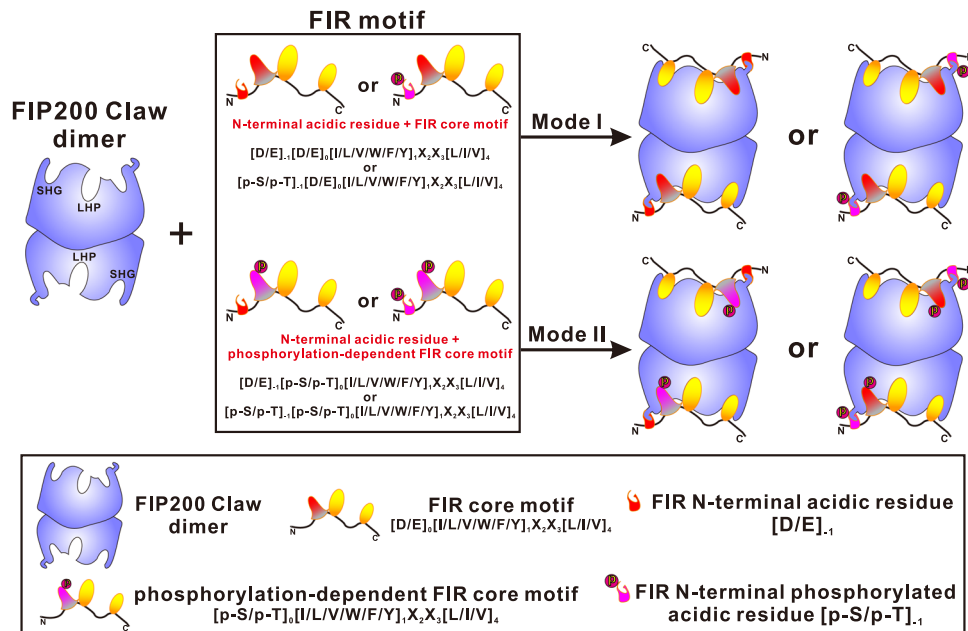 FIR motif
FIP200 Claw
dimer
SHG
LHP
LHP
SHG
+
P
N
or
C
N-terminal acidic residue + FIR core motif
[D/E]-1[D/E]0[I/L/V/W/F/Y]1X2X3[L/I/V]4
or
[p-S/p-T]-1[D/E]0[I/L/V/W/F/Y]1X2X3[L/I/V]4
P
P
P
N
or
C
N-terminal acidic residue +
phosphorylation-dependent FIR core motif
[D/E]-1[p-S/p-T]0[I/L/V/W/F/Y]1X2X3[L/I/V]4
or
[p-S/p-T]-1[p-S/p-T]0[I/L/V/W/F/Y]1X2X3[L/I/V]4
Mode I
C
N
N
C
or
C
N
P
P
N
C
Mode II
C
N
P
P
N
C
or
C
N
P
P
P
P
N
C
FIP200 Claw
dimer
N
C
FIR core motif
[D/E]0[I/L/V/W/F/Y]1X2X3[L/I/V]4
FIR N-terminal acidic residue
[D/E]-1
P
N
C
phosphorylation-dependent FIR core motif
[p-S/p-T]0[I/L/V/W/F/Y]1X2X3[L/I/V]4
P
FIR N-terminal phosphorylated
acidic residue [p-S/p-T]-1